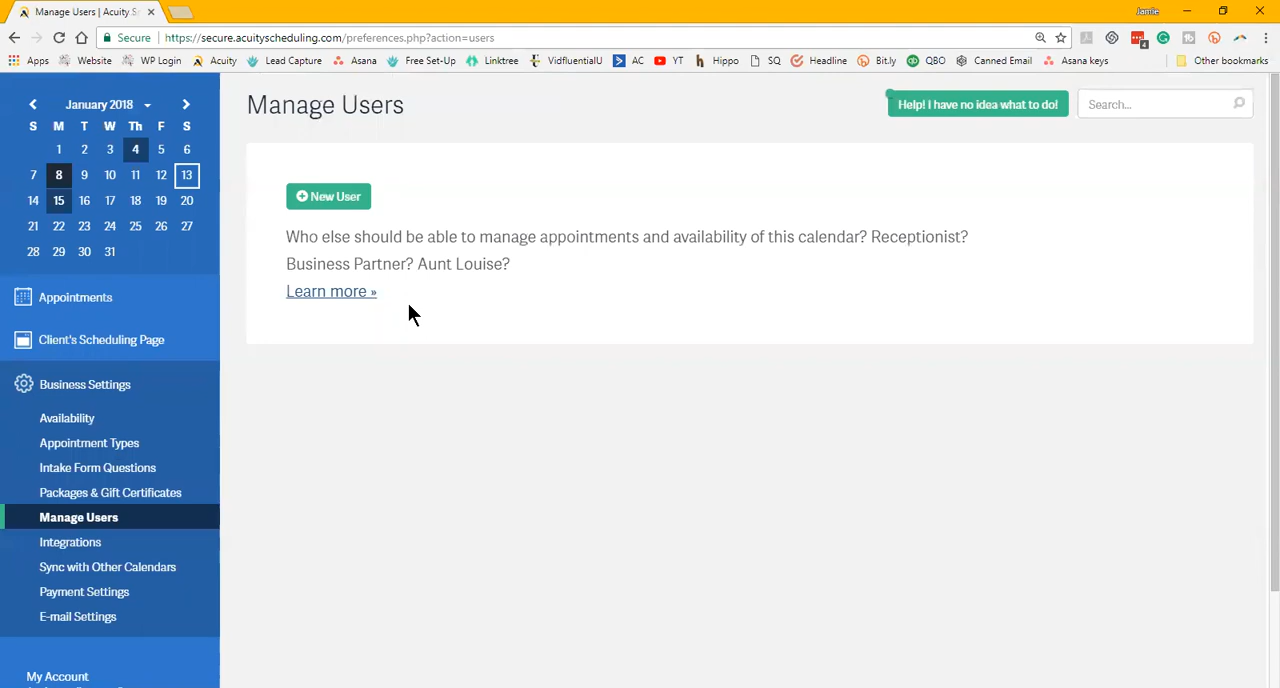 Manage Users | Acuity S
Jamie
Secure https://secure.acuityscheduling.com/preferences.php?action=users
Apps Website WP Login Acuity Lead Capture Asana Free Set-Up Linktree VidfluentialU AC YT Hippo SQ Headline Bit.ly QBO Canned Email Asana keys Other bookmarks
January 2018
S M T W Th F S
1 2 3 4 5 6
7 8 9 10 11 12 13
14 15 16 17 18 19 20
21 22 23 24 25 26 27
28 29 30 31
Appointments
Client's Scheduling Page
Business Settings
Availability
Appointment Types
Intake Form Questions
Packages & Gift Certificates
Manage Users
Integrations
Sync with Other Calendars
Payment Settings
E-mail Settings
My Account
Manage Users
Help! I have no idea what to do!
Search...
New User
Who else should be able to manage appointments and availability of this calendar? Receptionist?
Business Partner? Aunt Louise?
Learn more »